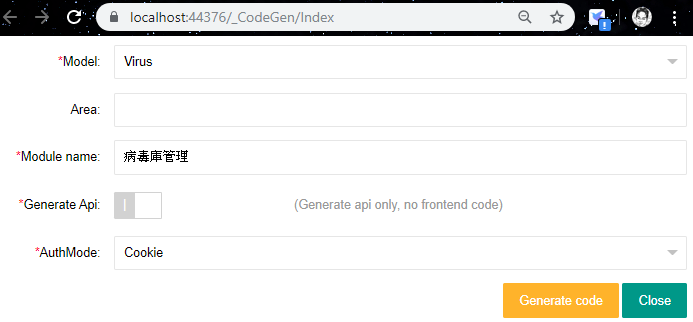 localhost:44376/_CodeGen/Index
*Model: Virus
Area:
*Module name: 病毒庫管理
*Generate Api: (Generate api only, no frontend code)
*AuthMode: Cookie
Generate code Close